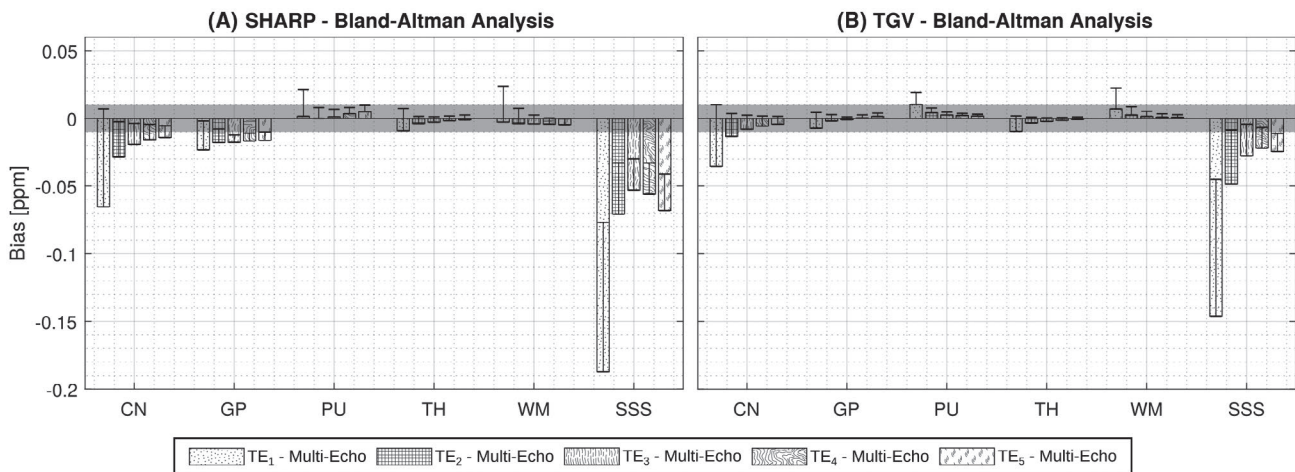 (A) SHARP - Bland-Altman Analysis
(B) TGV - Bland-Altman Analysis
Bias [ppm]
0.05
0
-0.05
-0.1
-0.15
-0.2
CN GP PU TH WM SSS
CN GP PU TH WM SSS
TE₁ - Multi-Echo TE₂ - Multi-Echo TE₃ - Multi-Echo TE₄ - Multi-Echo TE₅ - Multi-Echo